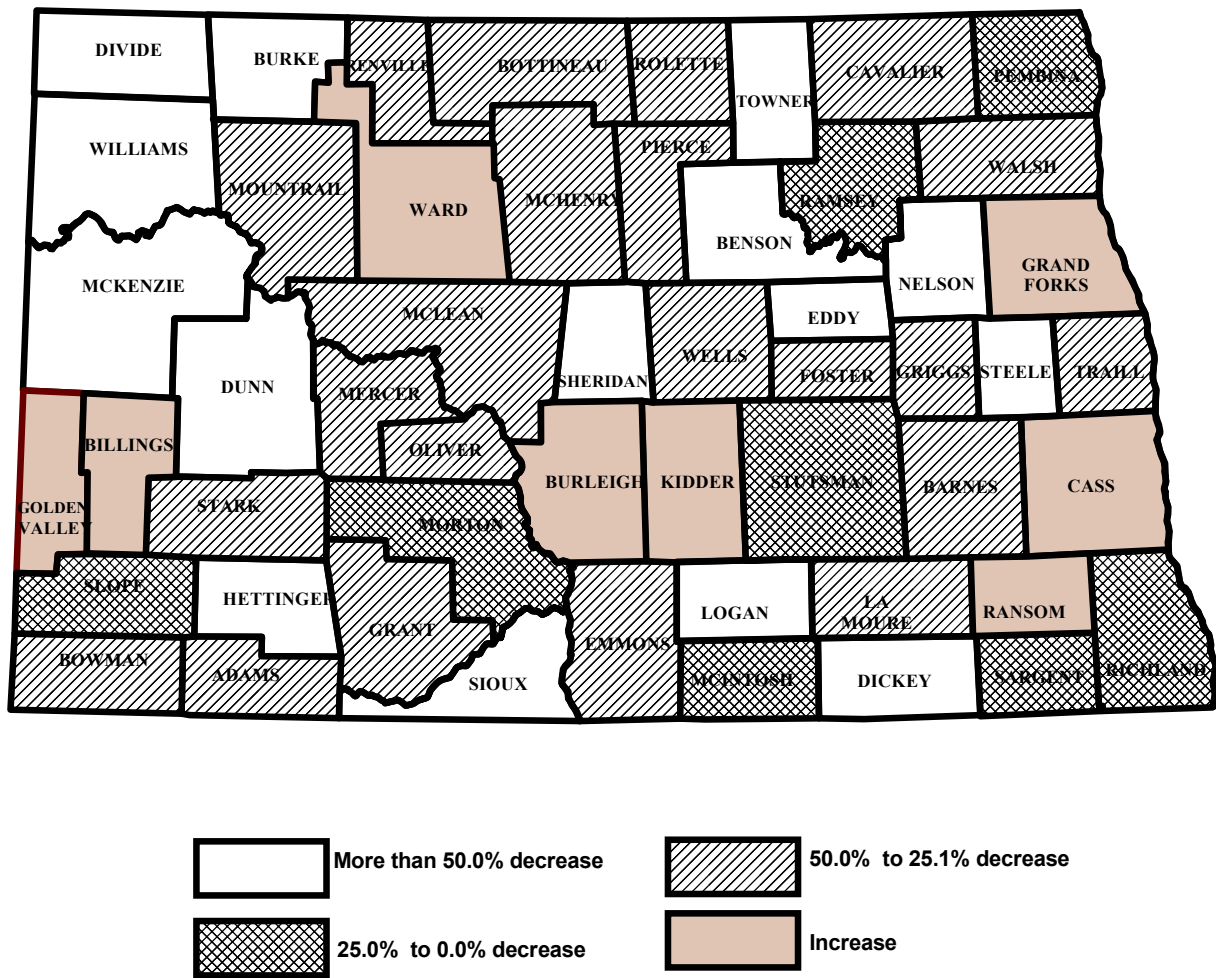 DIVIDE
BURKE
RENVILLE
BOTTINEAU
ROLETTE
TOWNER
CAVALIER
PEMBINA
WILLIAMS
MOUNTRAIL
WARD
MCHENRY
PIERCE
BENSON
RAMSEY
WALSH
MCKENZIE
NELSON
GRAND
FORKS
DUNN
MCLEAN
SHERIDAN
WELLS
EDDY
FOSTER
GRIGGS
STEELE
TRAILL
MERCER
OLIVER
GOLDEN
VALLEY
BILLINGS
STARK
BURLEIGH
KIDDER
STUTSMAN
BARNES
CASS
MORTON
SLOPE
HETTINGER
GRANT
EMMONS
LOGAN
LA
MOURE
RANSOM
RICHLAND
BOWMAN
ADAMS
SIOUX
MCINTOSH
DICKEY
SARGENT
More than 50.0% decrease
50.0% to 25.1% decrease
25.0% to 0.0% decrease
Increase